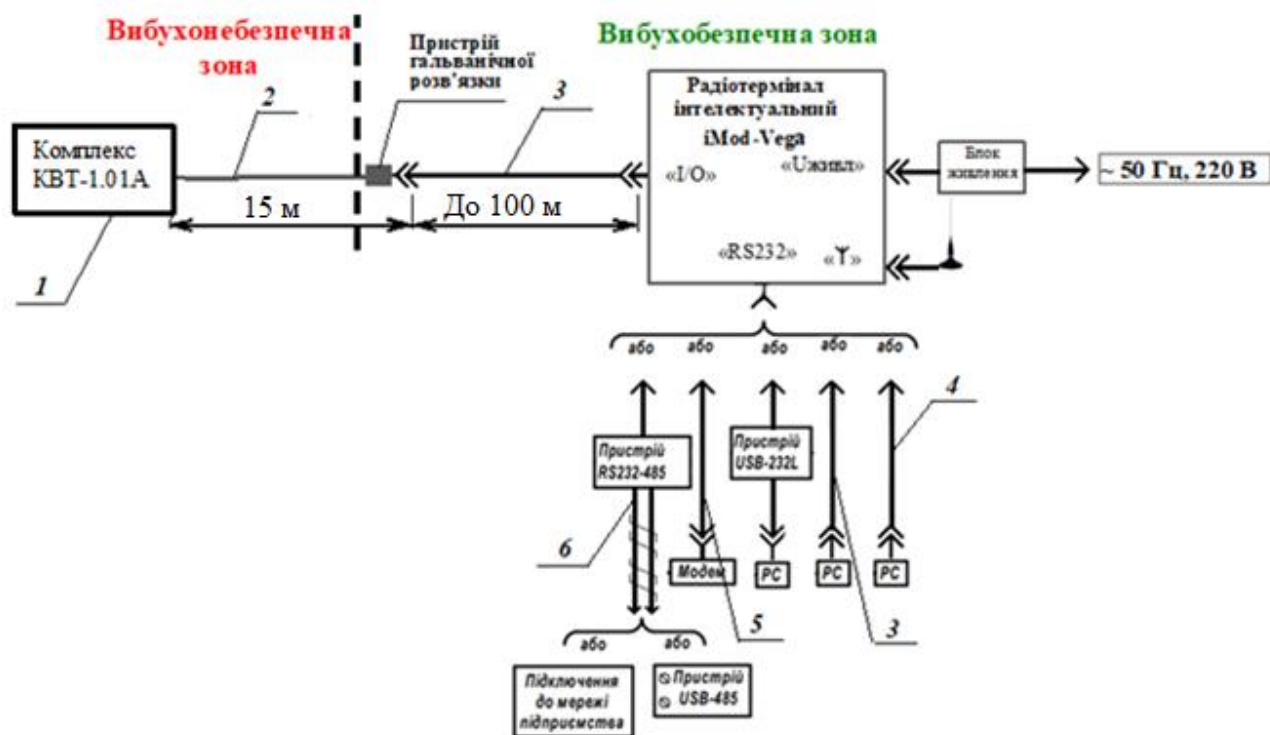 Вибухонебезпечна
зона
Вибухобезпечна зона
Пристрій
гальванічної
розв'язки
2
3
Комплекс
КВТ-1.01А
15 м
До 100 м
1
Радіотермінал
інтелектуальний
iMod-Vega
«I/O»
«Uживл»
«RS232»
«
»
Блок
живлення
~ 50 Гц, 220 В
або
або
або
або
або
4
Пристрій
RS232-485
Пристрій
USB-232L
6
Модем
PC
PC
PC
5
3
або
або
Підключення
до мережі
підприємства
Пристрій
USB-485